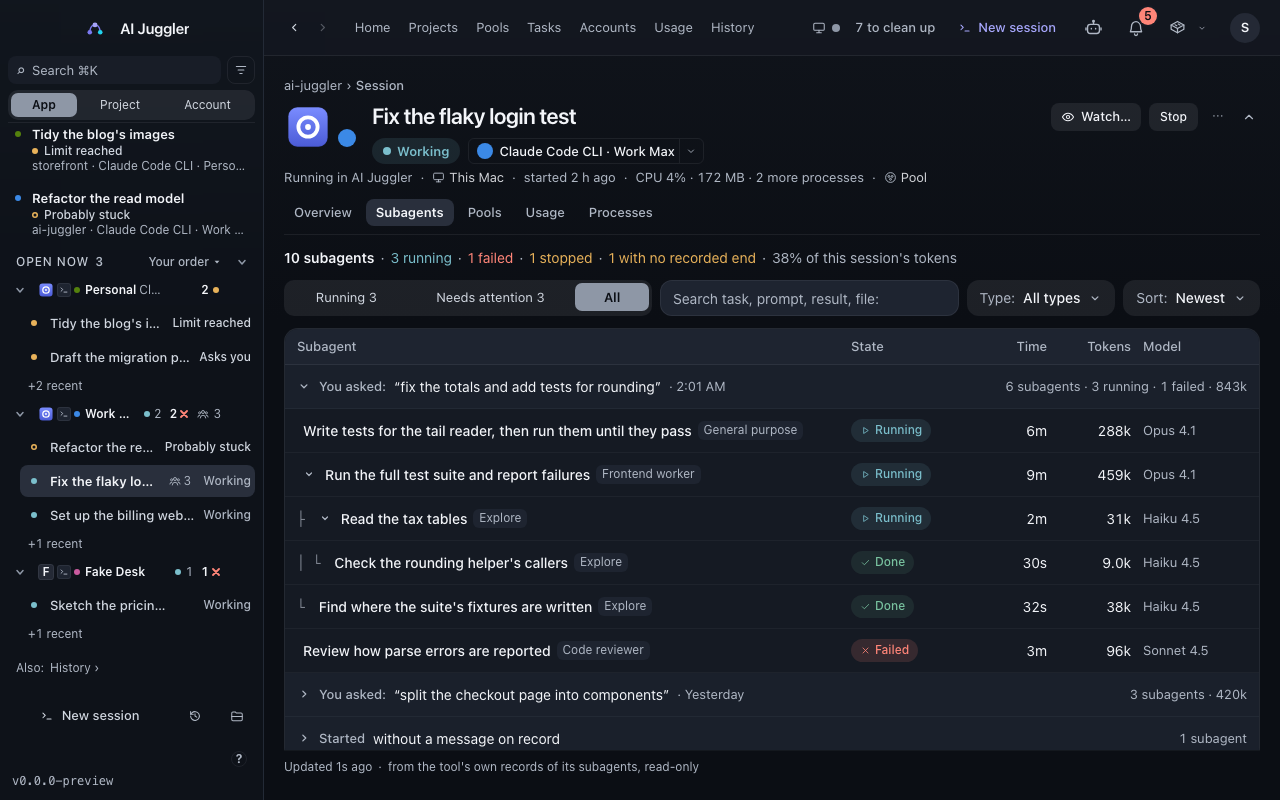 AI Juggler
Search ⌘K
App Project Account
Tidy the blog's images
Limit reached
storefront · Claude Code CLI · Perso...
Refactor the read model
Probably stuck
ai-juggler · Claude Code CLI · Work ...
OPEN NOW 3 Your order
Personal Cl... 2
Tidy the blog's i... Limit reached
Draft the migration p... Asks you
+2 recent
Work ... 2 2 3
Refactor the re... Probably stuck
Fix the flaky lo... 3 Working
Set up the billing web... Working
+1 recent
F Fake Desk 1 1
Sketch the pricin... Working
+1 recent
Also: History ›
New session
?
v0.0.0-preview
Home Projects Pools Tasks Accounts Usage History 7 to clean up New session 5 S
ai-juggler › Session
Fix the flaky login test
Watch... Stop ...
Working Claude Code CLI · Work Max
Running in AI Juggler · This Mac · started 2 h ago · CPU 4% · 172 MB · 2 more processes · Pool
Overview Subagents Pools Usage Processes
10 subagents · 3 running · 1 failed · 1 stopped · 1 with no recorded end · 38% of this session's tokens
Running 3 Needs attention 3 All Search task, prompt, result, file: Type: All types Sort: Newest
Subagent State Time Tokens Model
You asked: “fix the totals and add tests for rounding” · 2:01 AM 6 subagents · 3 running · 1 failed · 843k
Write tests for the tail reader, then run them until they pass General purpose Running 6m 288k Opus 4.1
Run the full test suite and report failures Frontend worker Running 9m 459k Opus 4.1
Read the tax tables Explore Running 2m 31k Haiku 4.5
Check the rounding helper's callers Explore Done 30s 9.0k Haiku 4.5
Find where the suite's fixtures are written Explore Done 32s 38k Haiku 4.5
Review how parse errors are reported Code reviewer Failed 3m 96k Sonnet 4.5
You asked: “split the checkout page into components” · Yesterday 3 subagents · 420k
Started without a message on record 1 subagent
Updated 1s ago · from the tool's own records of its subagents, read-only